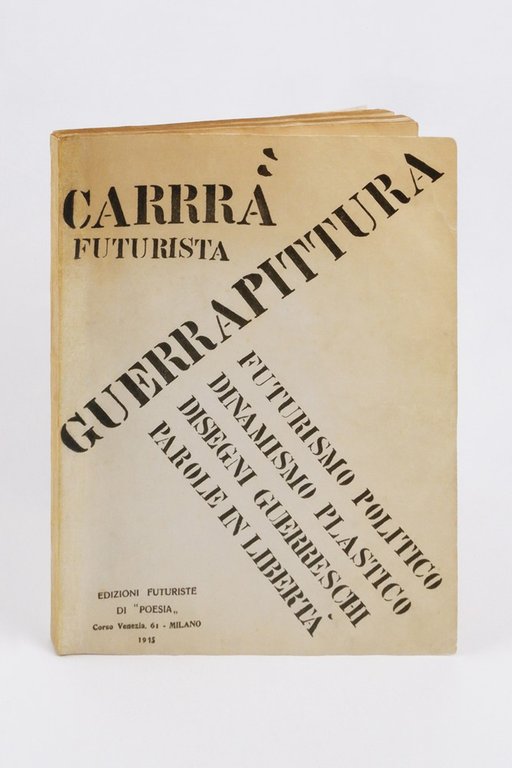 CARRRÀ
FUTURISTA
GUERRAPITTURA
FUTURISMO POLITICO
DINAMISMO PLASTICO
DISEGNI GUERRESCHI
PAROLE IN LIBERTÀ
EDIZIONI FUTURISTE
DI "POESIA„
Corso Venezia, 61 - MILANO
1915